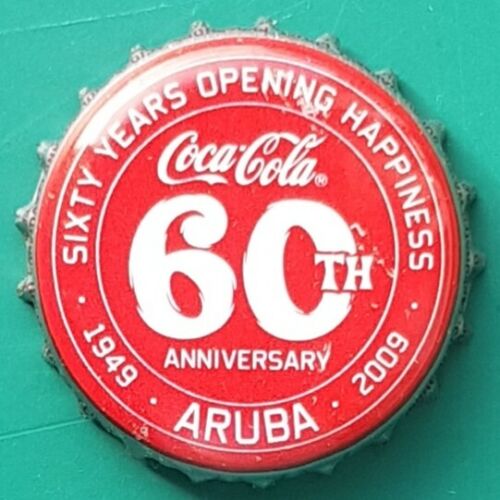 SIXTY YEARS OPENING HAPPINESS
Coca-Cola®
60TH
ANNIVERSARY
· 1949 · ARUBA · 2009 ·